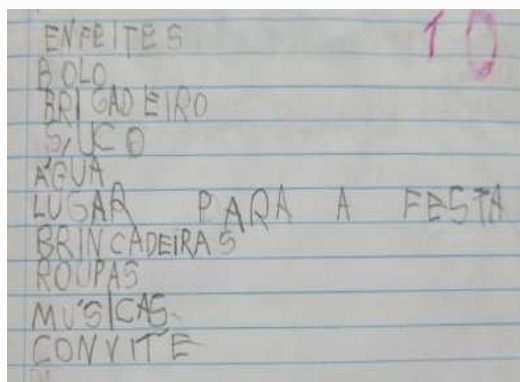 ENFEITES 10
BOLO
BRIGADEIRO
SUCO
ÁGUA
LUGAR PARA A FESTA
BRINCADEIRAS
ROUPAS
MÚSICAS
CONVITE